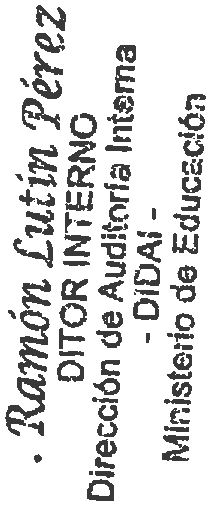 . Ramón Lutín Pérez
DITOR INTERNO
Dirección de Auditoría Interna
- DIDAI -
Ministerio de Educación